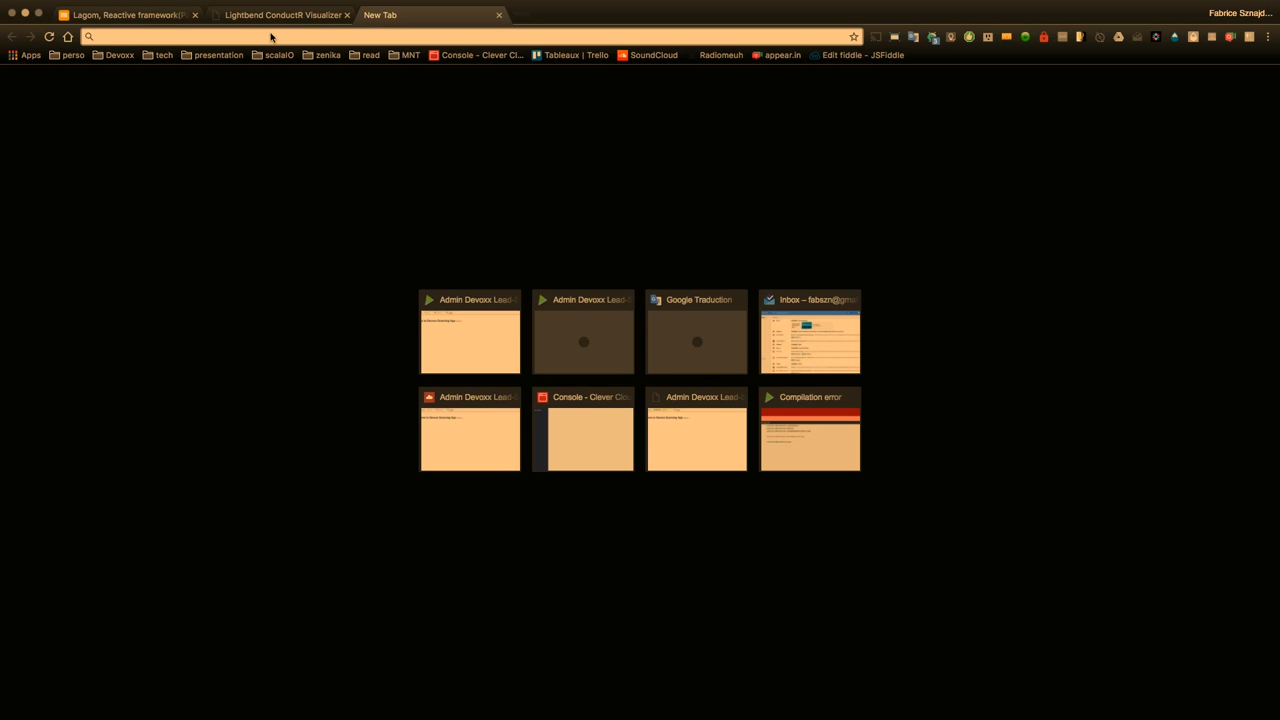 Lagom, Reactive framework(
Lightbend ConductR Visualizer
New Tab
Fabrice Sznajd...
Apps perso Devoxx tech presentation scalaIO zenika read MNT Console - Clever Cl... Tableaux | Trello SoundCloud Radiomeuh appear.in Edit fiddle - JSFiddle
Admin Devoxx Lead-
Admin Devoxx Lead-
Google Traduction
Inbox – fabszn@gma
Admin Devoxx Lead-
Console - Clever Clo
Admin Devoxx Lead-
Compilation error